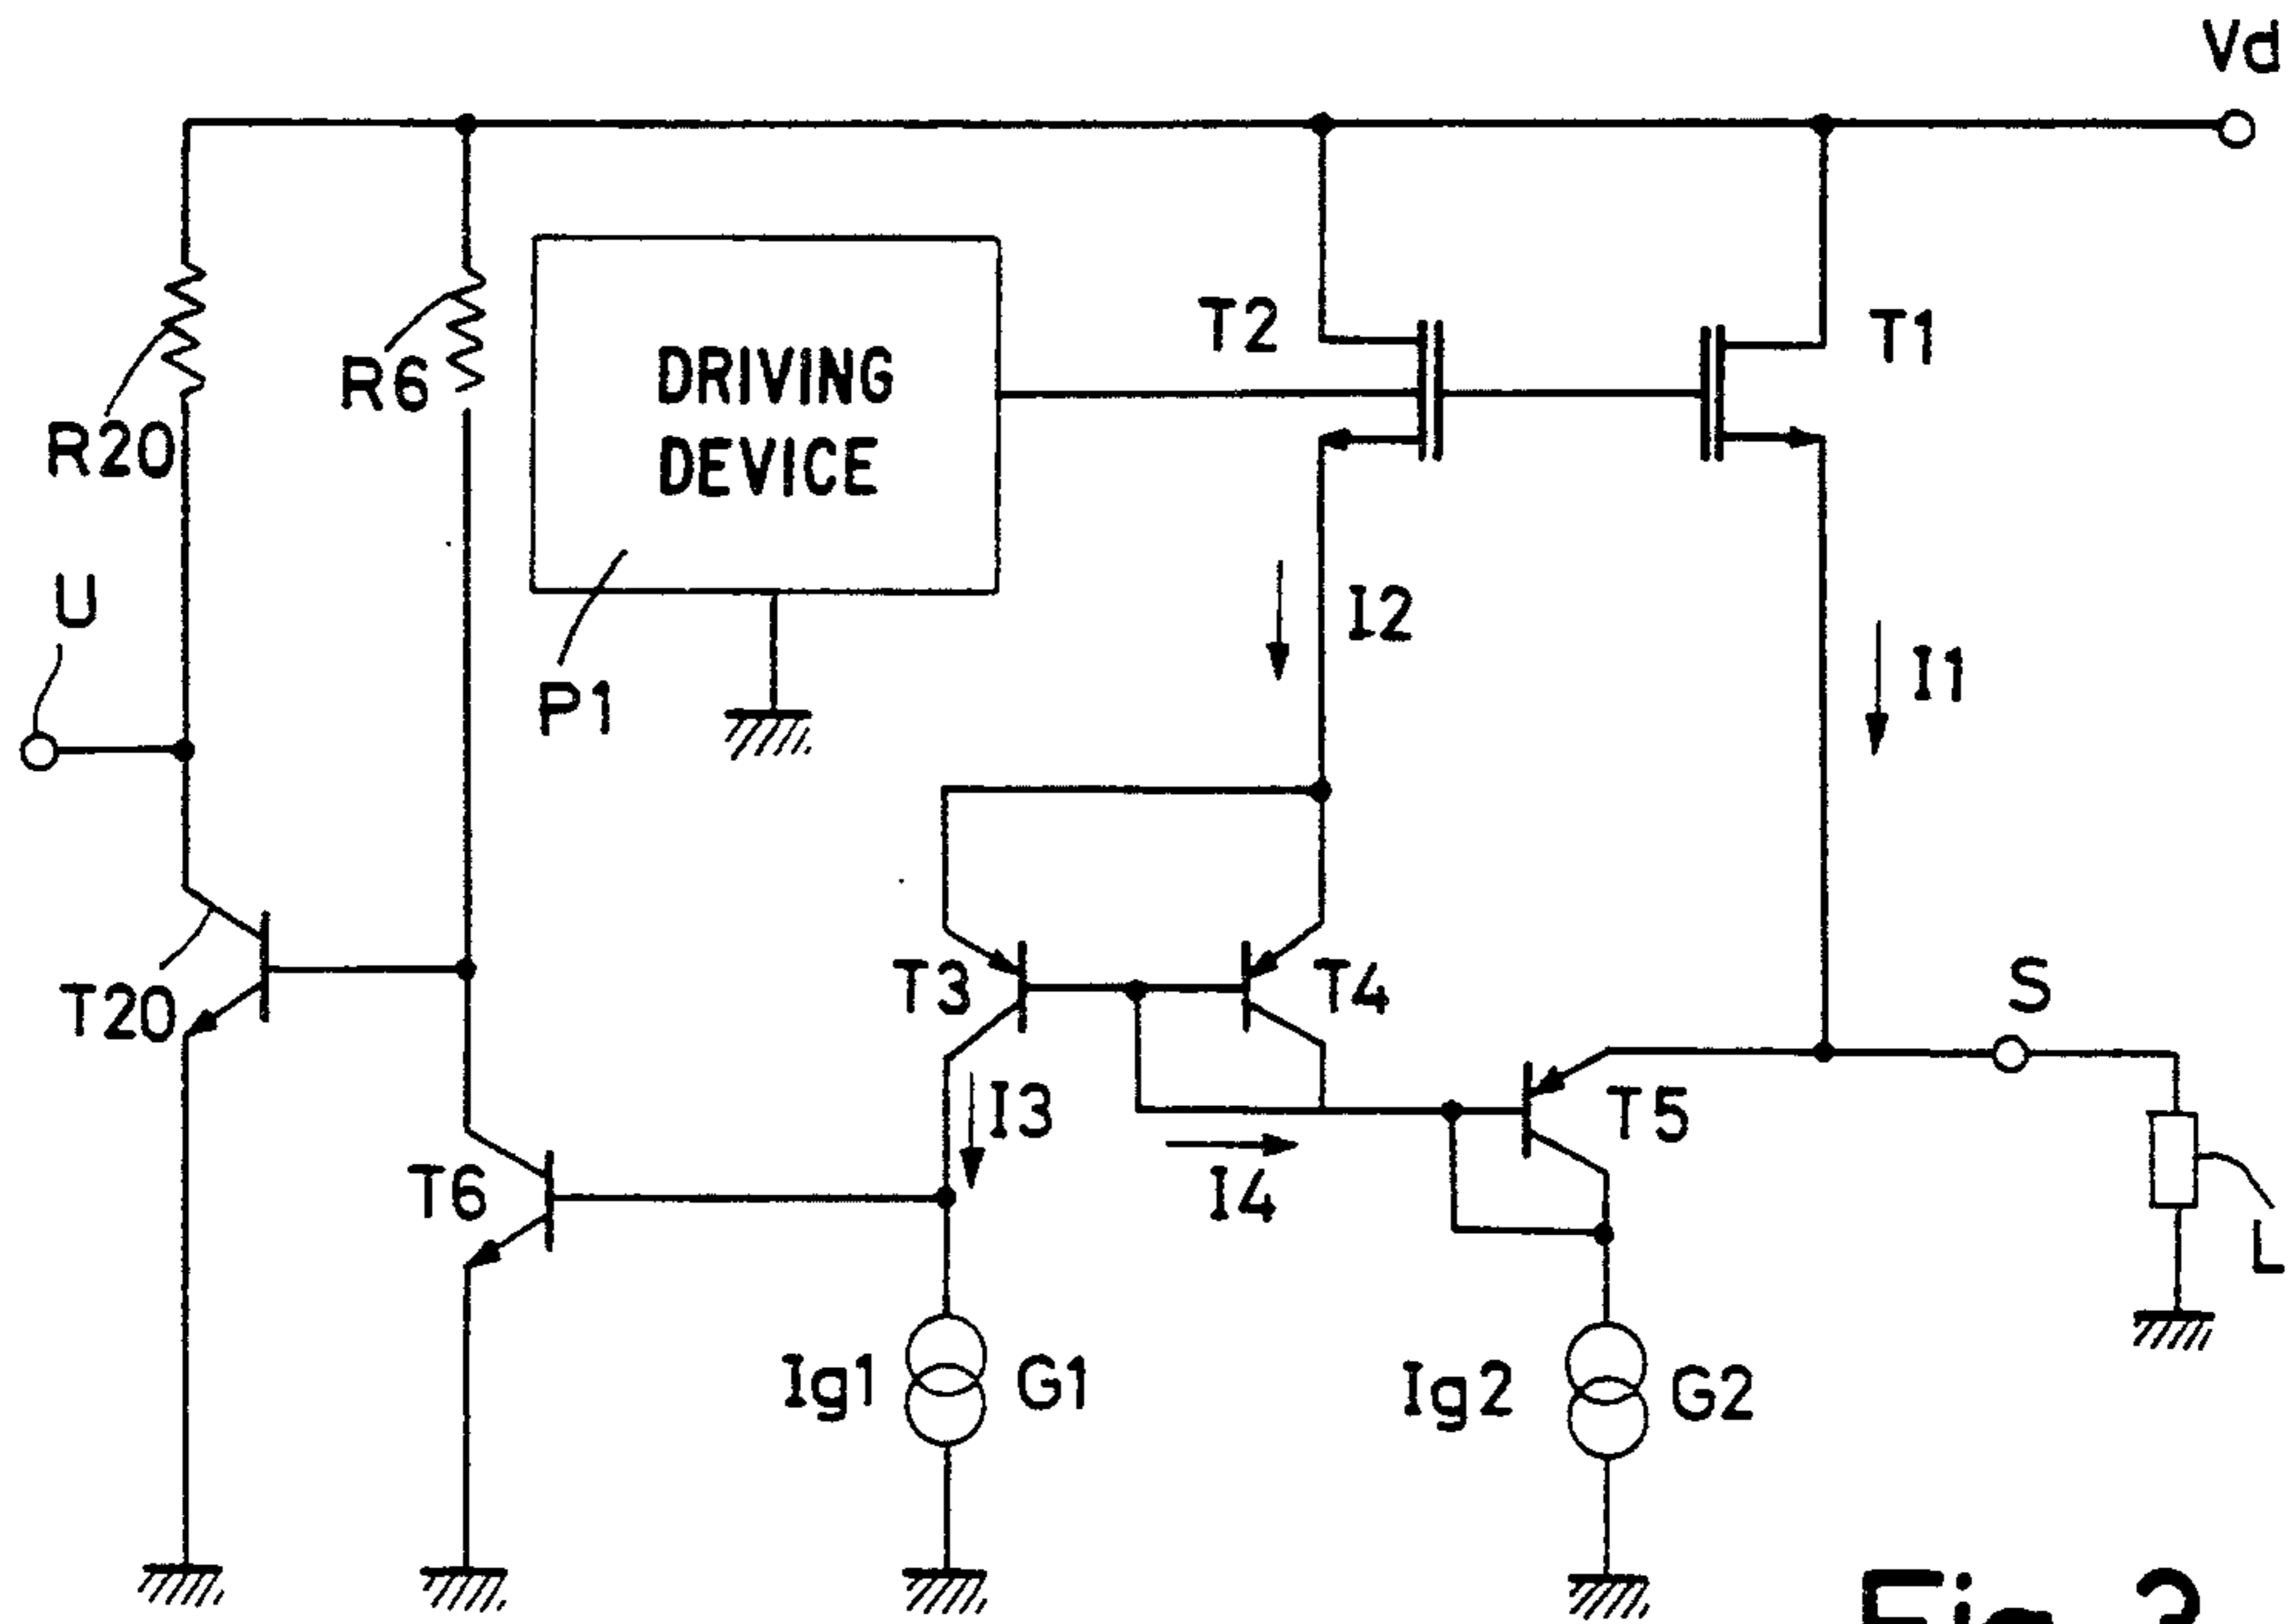 Vd
T2
T1
R6
DRIVING
DEVICE
R20
U
I2
I1
P1
T3
T4
S
T20
I3
T5
T6
I4
L
Ig1
G1
Ig2
G2